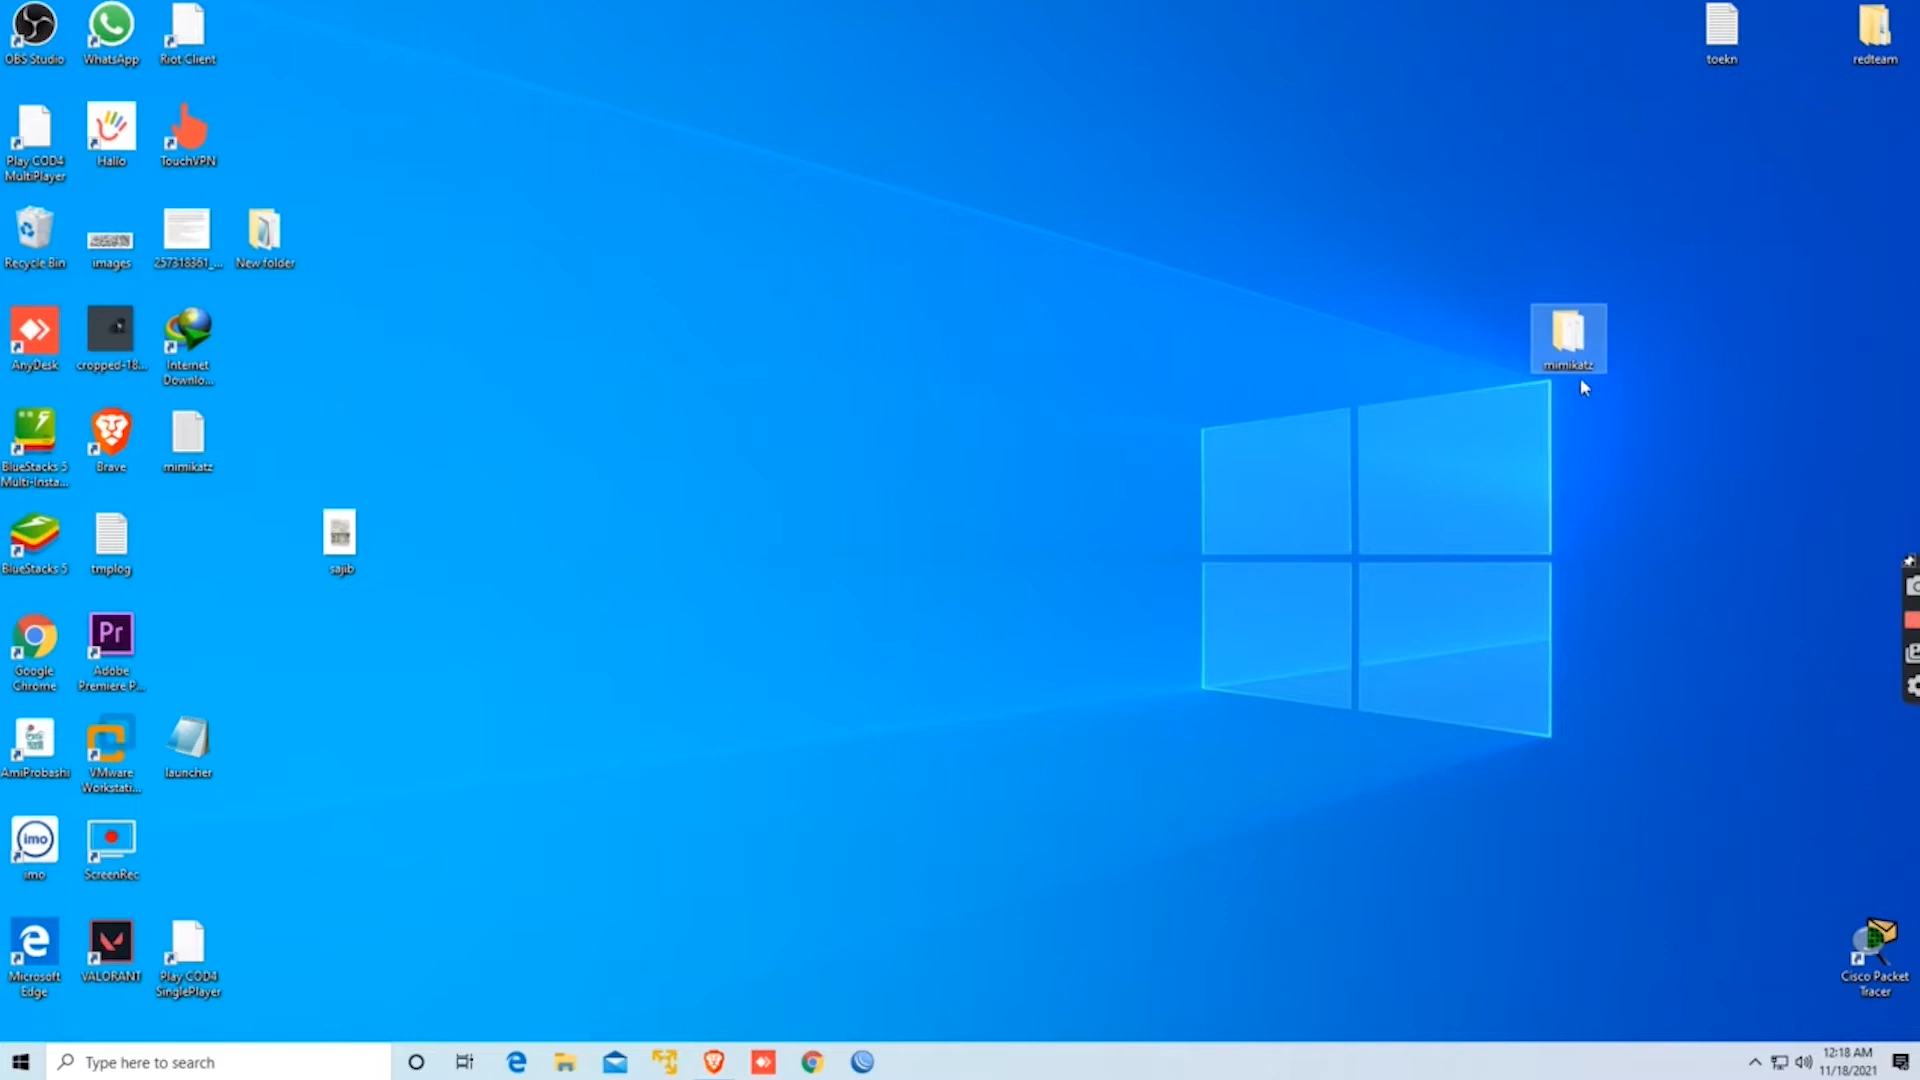 OBS Studio
WhatsApp
Riot Client
toekn
redteam
Play COD4
MultiPlayer
Hallo
TouchVPN
Recycle Bin
images
257318361_...
New folder
AnyDesk
cropped-18...
Internet
Downlo...
mimikatz
BlueStacks 5
Multi-Insta...
Brave
mimikatz
BlueStacks 5
tmplog
sajib
Google
Chrome
Pr
Adobe
Premiere P...
AmiProbashi
VMware
Workstati...
launcher
imo
imo
ScreenRec
Microsoft
Edge
VALORANT
Play COD4
SinglePlayer
Cisco Packet
Tracer
Type here to search
12:18 AM
11/18/2021